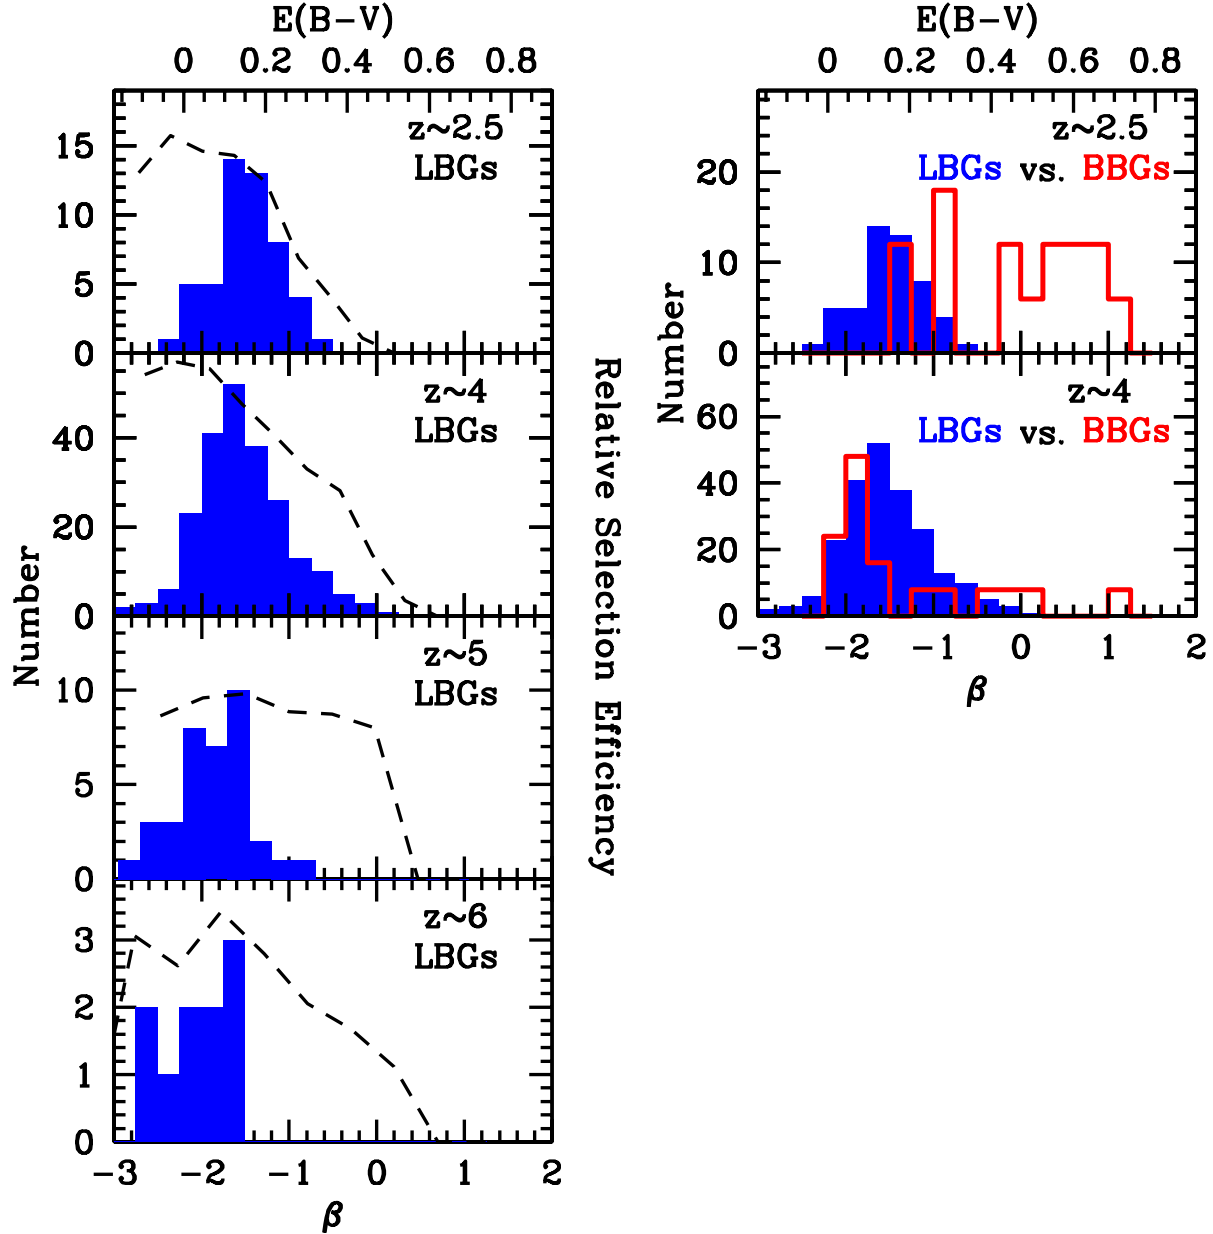 E(B−V)
0 0.2 0.4 0.6 0.8
z~2.5
LBGs
15
10
5
0
z~4
LBGs
40
20
0
z~5
LBGs
10
5
0
z~6
LBGs
3
2
1
0
−3 −2 −1 0 1 2
β
Number
Relative Selection Efficiency
E(B−V)
0 0.2 0.4 0.6 0.8
z~2.5
LBGs vs. BBGs
20
10
0
z~4
LBGs vs. BBGs
60
40
20
0
−3 −2 −1 0 1 2
β
Number